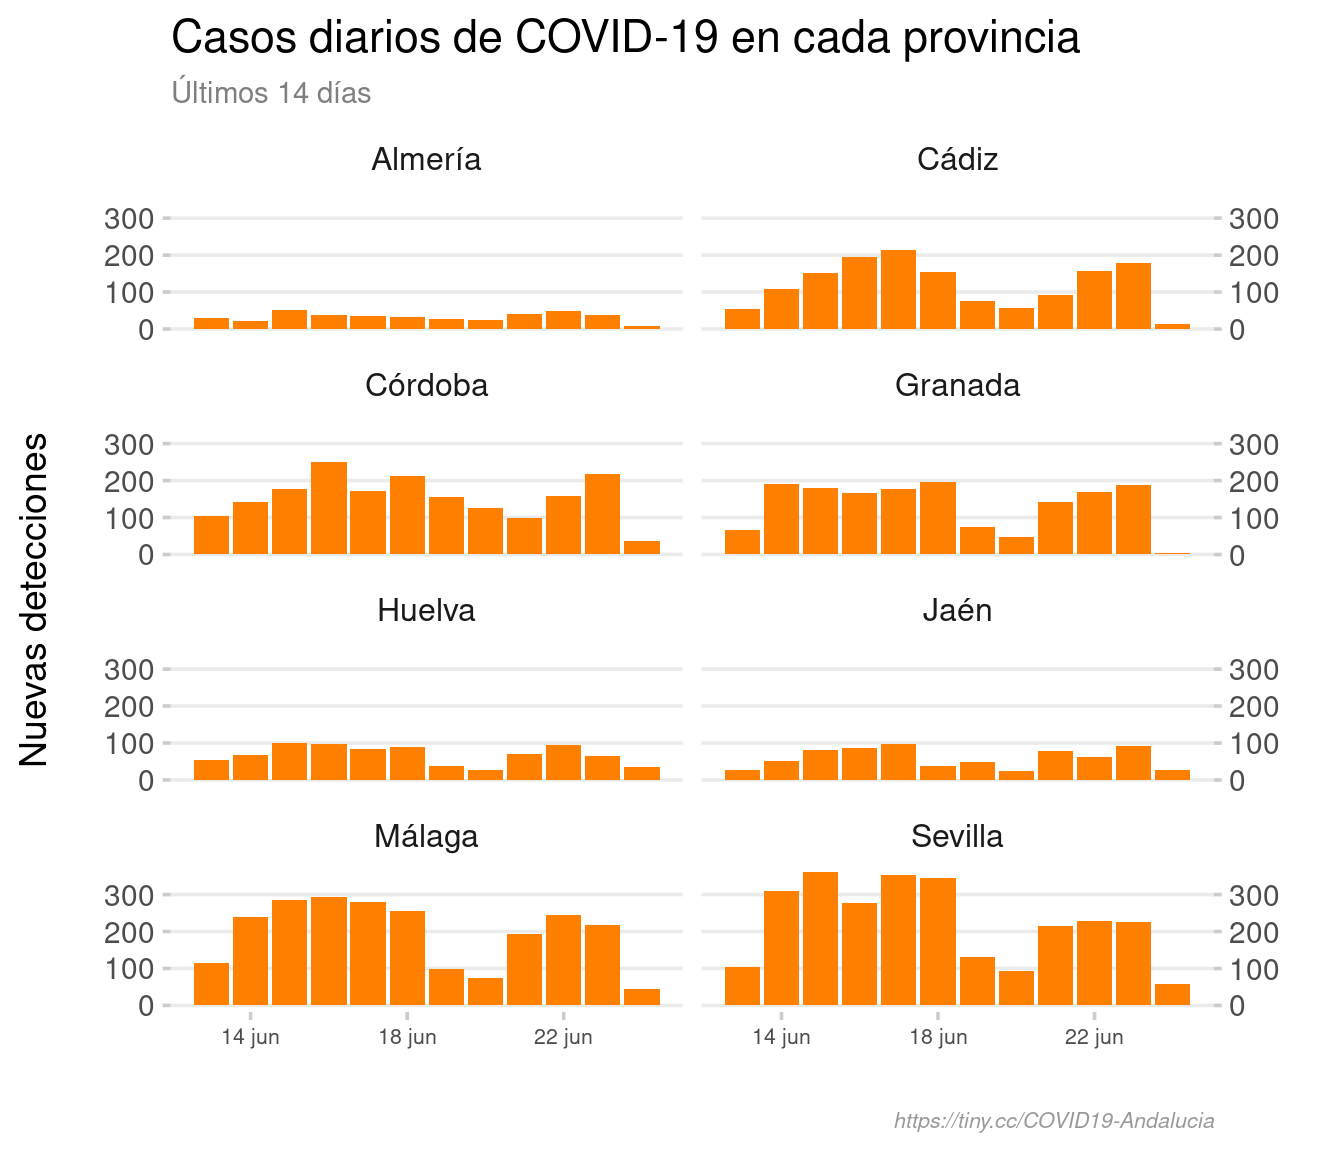 Casos diarios de COVID-19 en cada provincia
Últimos 14 días
Nuevas detecciones
Almería
Cádiz
300
200
100
0
300
200
100
0
Córdoba
Granada
300
200
100
0
300
200
100
0
Huelva
Jaén
300
200
100
0
300
200
100
0
Málaga
Sevilla
300
200
100
0
300
200
100
0
14 jun 18 jun 22 jun
14 jun 18 jun 22 jun
https://tiny.cc/COVID19-Andalucia